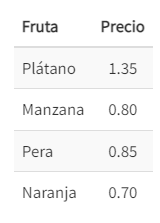 Fruta Precio
Plátano 1.35
Manzana 0.80
Pera 0.85
Naranja 0.70